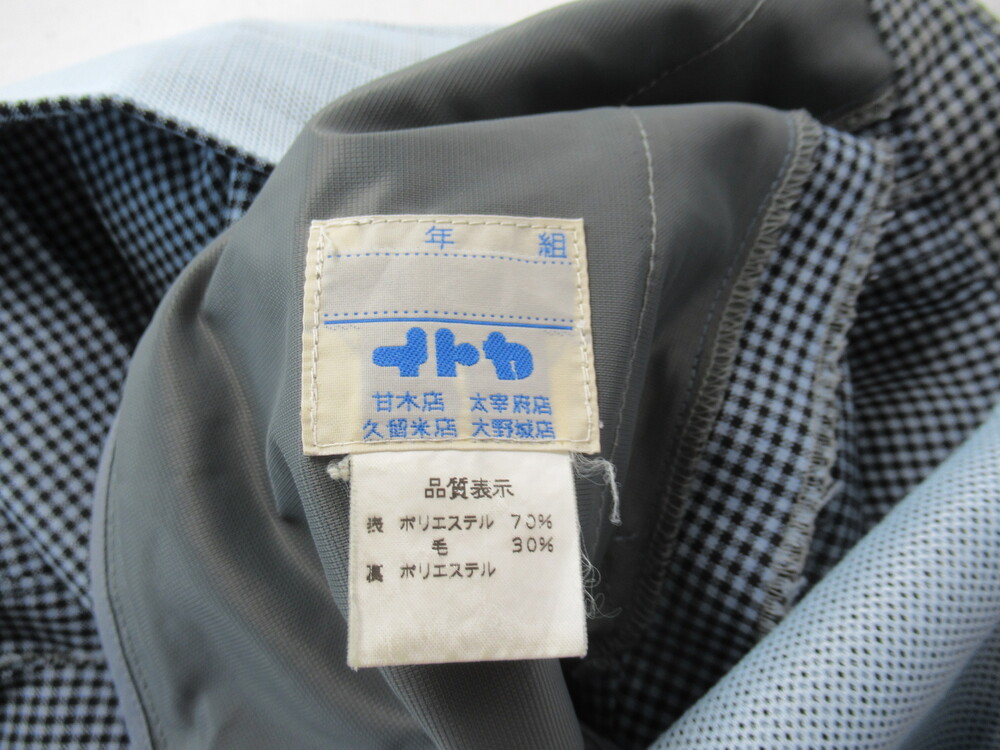 年 組
イトカ
甘木店 太宰府店
久留米店 大野城店
品質表示
表 ポリエステル 70%
毛 30%
裏 ポリエステル